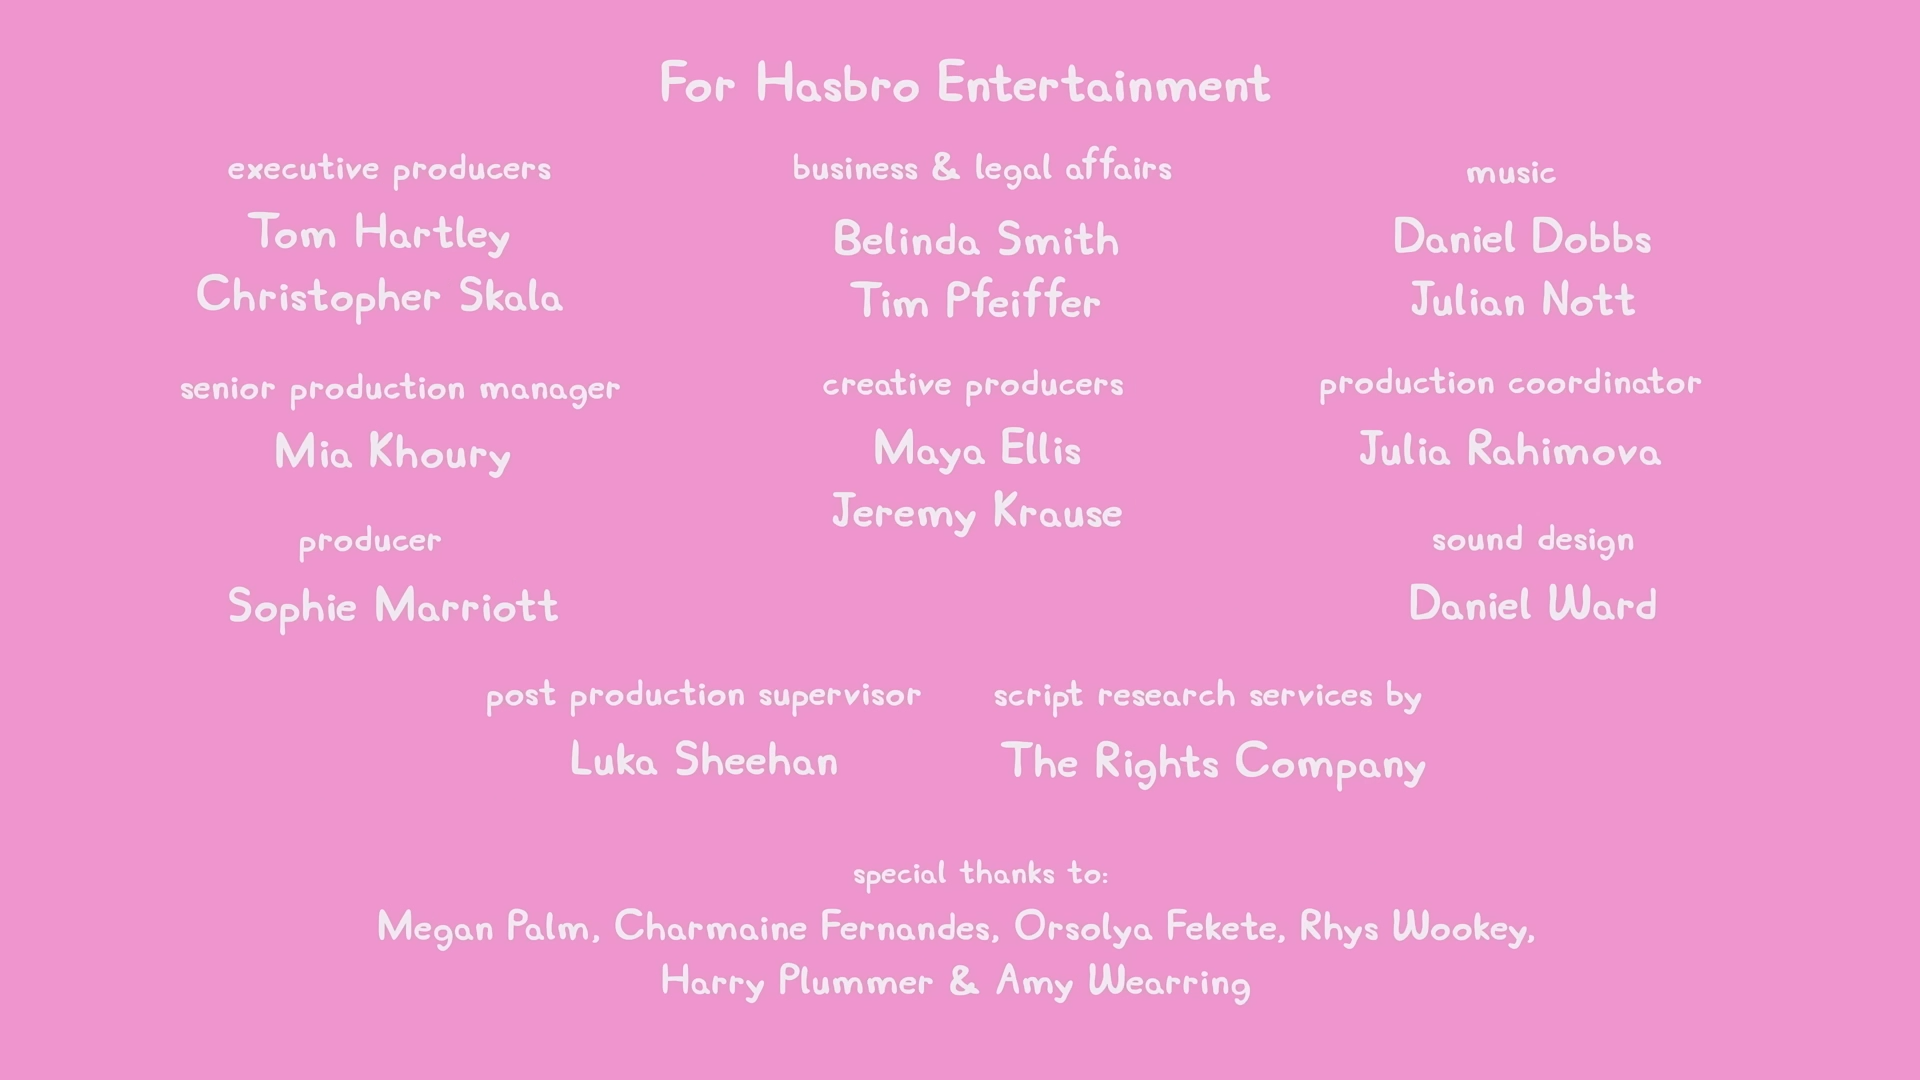 For Hasbro Entertainment
executive producers
Tom Hartley
Christopher Skala
business & legal affairs
Belinda Smith
Tim Pfeiffer
music
Daniel Dobbs
Julian Nott
senior production manager
Mia Khoury
creative producers
Maya Ellis
Jeremy Krause
production coordinator
Julia Rahimova
producer
Sophie Marriott
sound design
Daniel Ward
post production supervisor
Luka Sheehan
script research services by
The Rights Company
special thanks to:
Megan Palm, Charmaine Fernandes, Orsolya Fekete, Rhys Wookey,
Harry Plummer & Amy Wearring